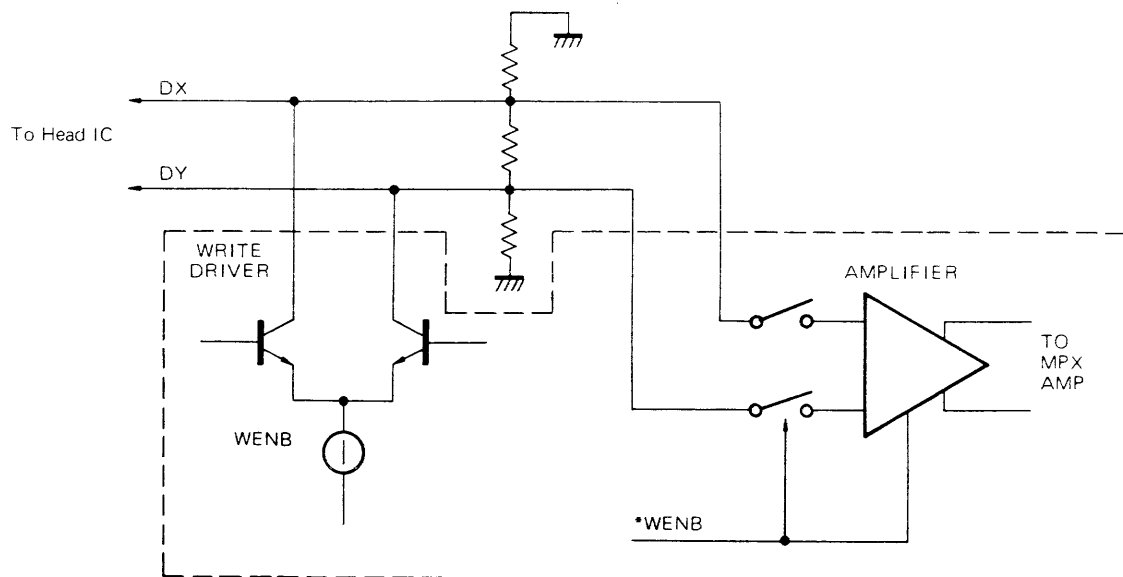 DX
To Head IC
DY
WRITE
DRIVER
AMPLIFIER
TO
MPX
AMP
WENB
*WENB